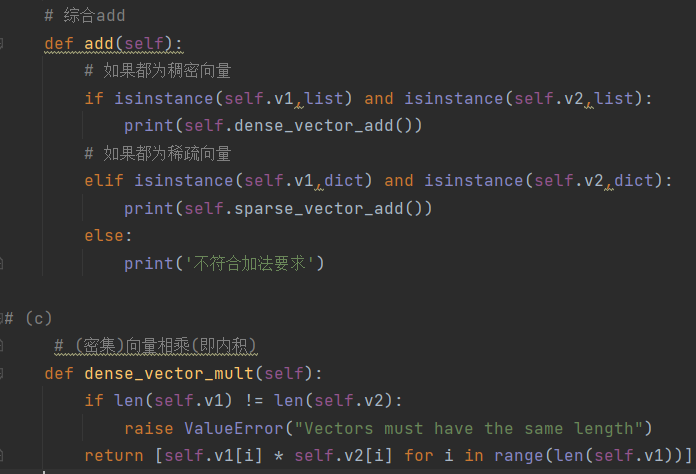 # 综合add
def add(self):
# 如果都为稠密向量
if isinstance(self.v1,list) and isinstance(self.v2,list):
print(self.dense_vector_add())
# 如果都为稀疏向量
elif isinstance(self.v1,dict) and isinstance(self.v2,dict):
print(self.sparse_vector_add())
else:
print('不符合加法要求')
# (c)
# (密集)向量相乘(即内积)
def dense_vector_mult(self):
if len(self.v1) != len(self.v2):
raise ValueError("Vectors must have the same length")
return [self.v1[i] * self.v2[i] for i in range(len(self.v1))]